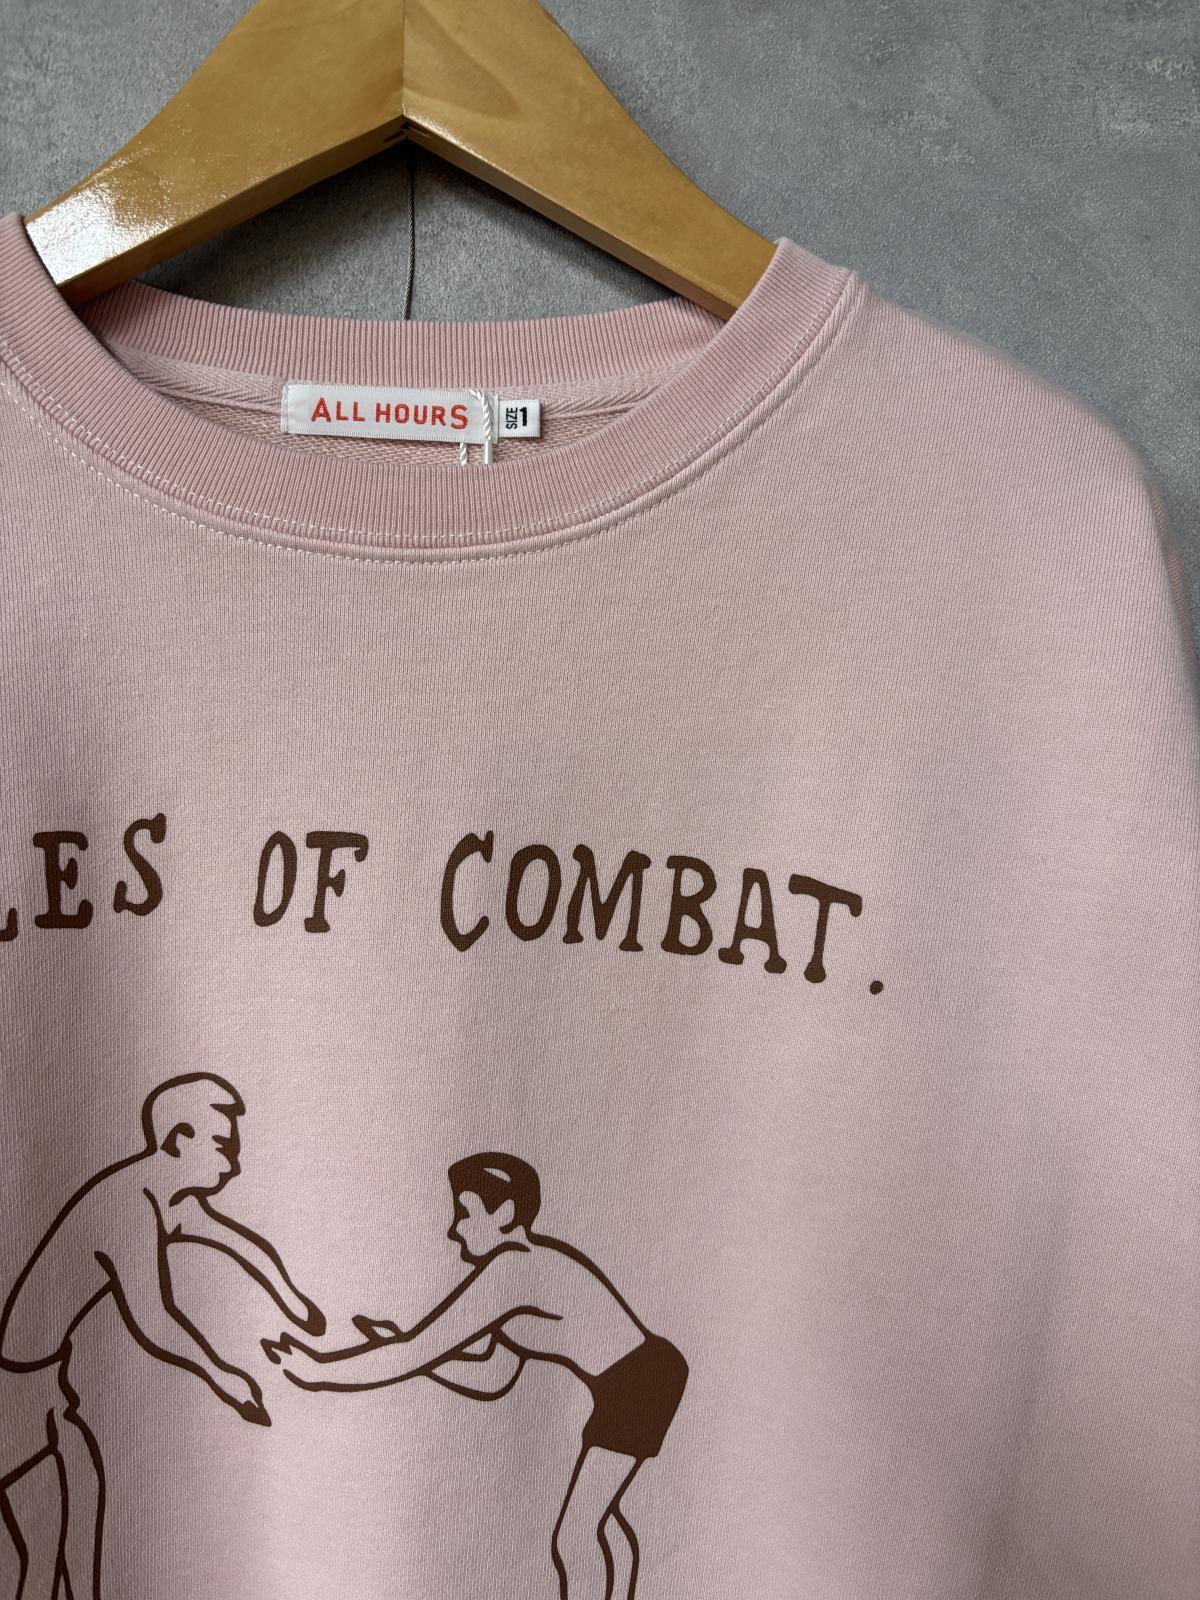 ALL HOURS
SIZE 1
LES OF COMBAT.